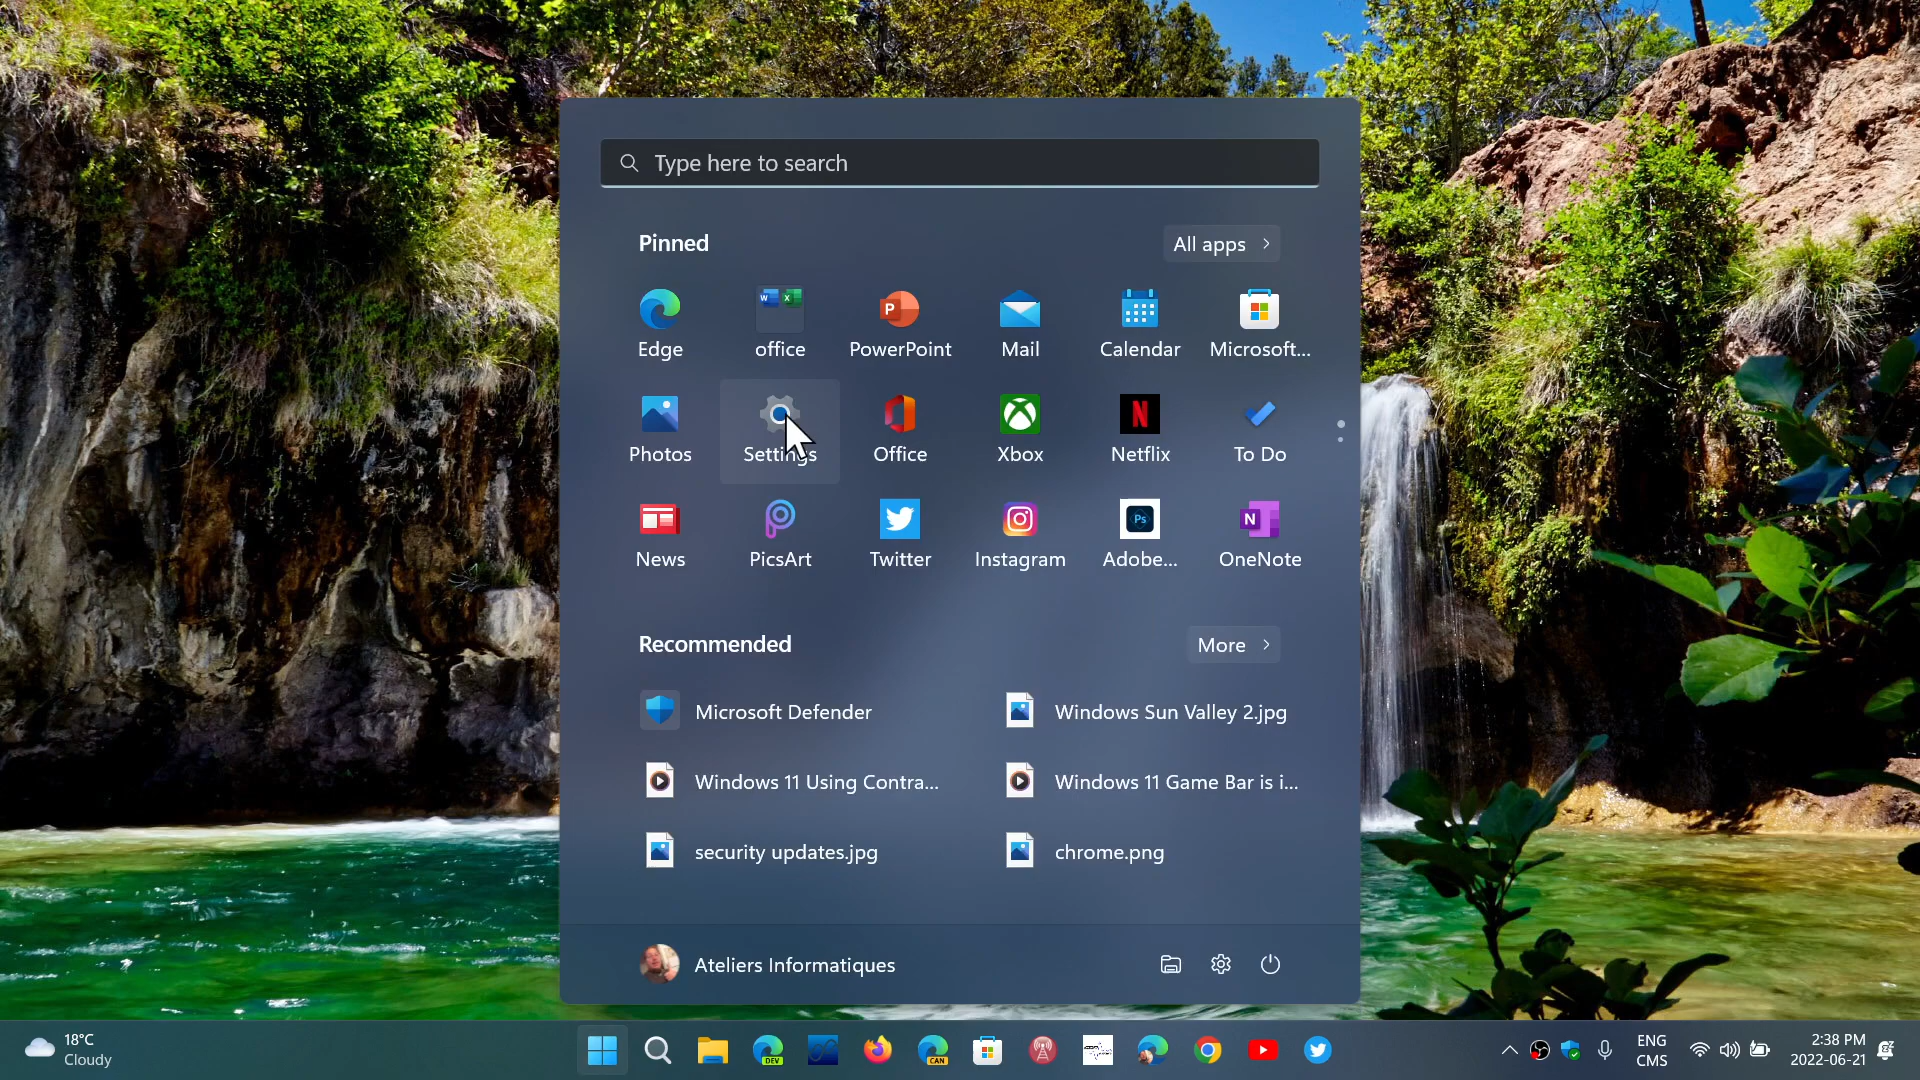 Type here to search
Pinned
All apps
Edge
office
PowerPoint
Mail
Calendar
Microsoft...
Photos
Settings
Office
Xbox
Netflix
To Do
News
PicsArt
Twitter
Instagram
Adobe...
OneNote
Recommended
More
Microsoft Defender
Windows Sun Valley 2.jpg
Windows 11 Using Contra...
Windows 11 Game Bar is i...
security updates.jpg
chrome.png
Ateliers Informatiques
18°C
Cloudy
DEV
CAN
ENG
CMS
2:38 PM
2022-06-21